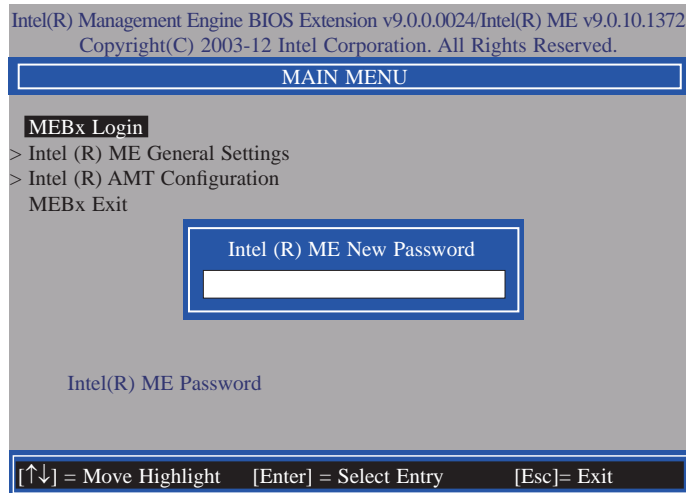 Intel(R) Management Engine BIOS Extension v9.0.0.0024/Intel(R) ME v9.0.10.1372
Copyright(C) 2003-12 Intel Corporation. All Rights Reserved.
MAIN MENU
MEBx Login
> Intel (R) ME General Settings
> Intel (R) AMT Configuration
MEBx Exit
Intel (R) ME New Password
Intel(R) ME Password
[↑↓] = Move Highlight [Enter] = Select Entry [Esc]= Exit